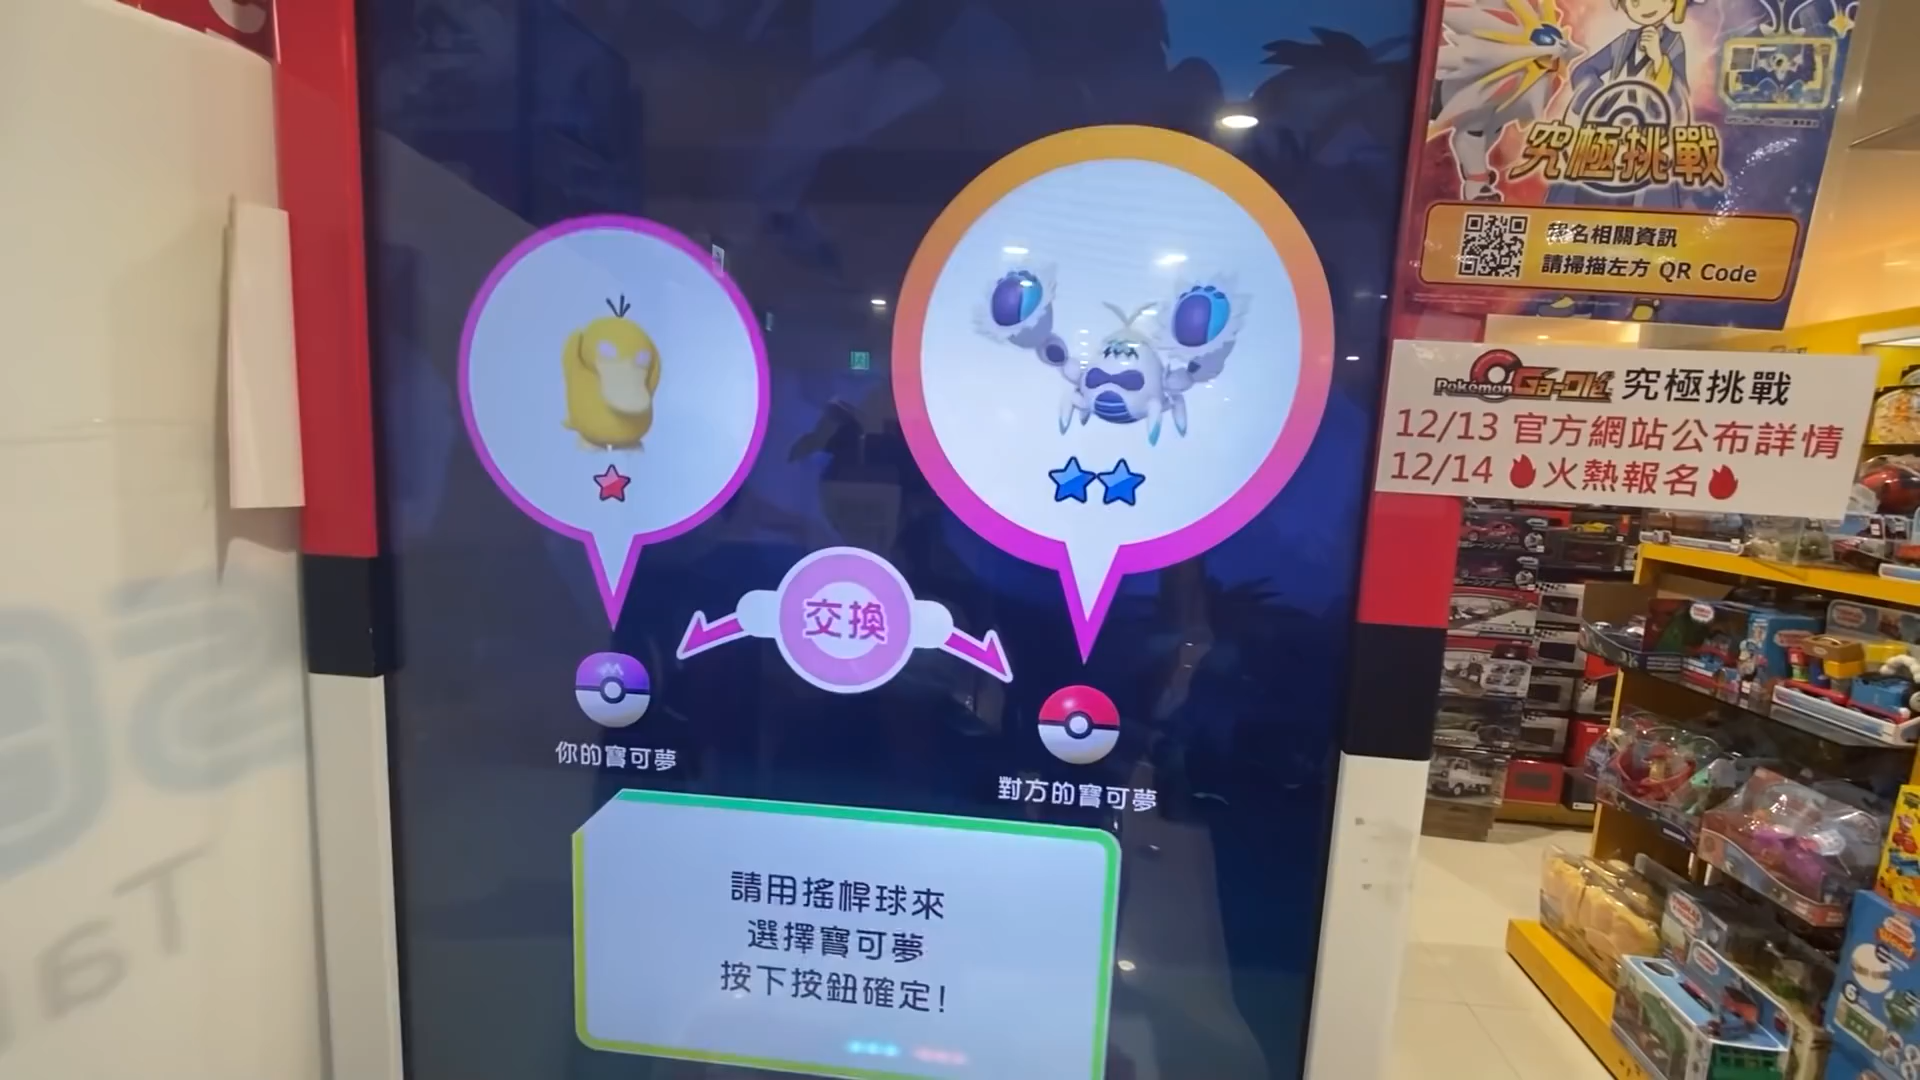 究極挑戰
報名相關資訊
請掃描左方 QR Code
Pokémon Ga-Olé 究極挑戰
12/13 官方網站公布詳情
12/14 火熱報名
交換
你的寶可夢
對方的寶可夢
請用搖桿球來
選擇寶可夢
按下按鈕確定!